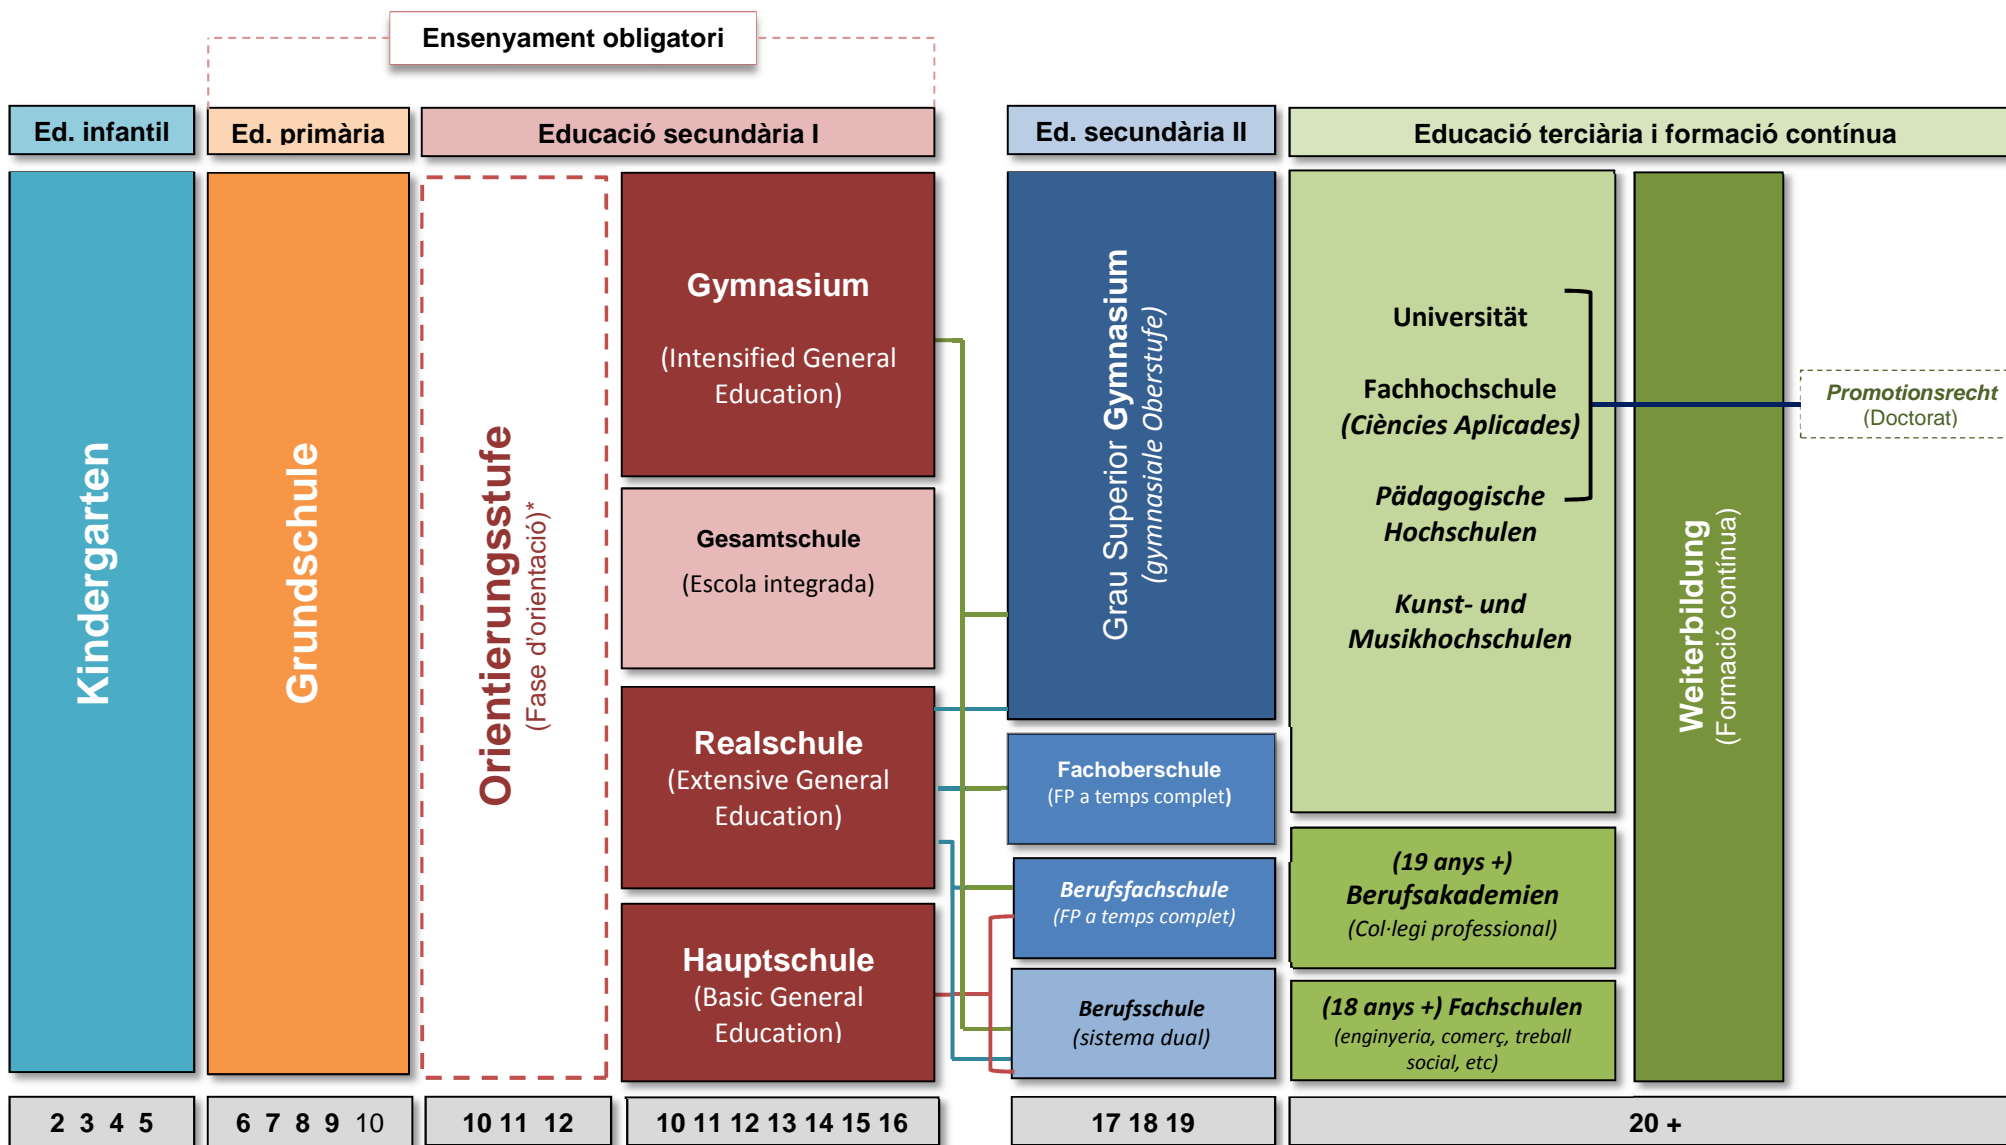 Ensenyament obligatori
Ed. infantil
Ed. primària
Educació secundària I
Ed. secundària II
Educació terciària i formació contínua
Kindergarten
Grundschule
Orientierungsstufe
(Fase d'orientació)*
Gymnasium
(Intensified General
Education)
Gesamtschule
(Escola integrada)
Realschule
(Extensive General
Education)
Hauptschule
(Basic General
Education)
Grau Superior Gymnasium
(gymnasiale Oberstufe)
Fachoberschule
(FP a temps complet)
Berufsfachschule
(FP a temps complet)
Berufsschule
(sistema dual)
Universität
Fachhochschule
(Ciències Aplicades)
Pädagogische
Hochschulen
Kunst- und
Musikhochschulen
(19 anys +)
Berufsakademien
(Col·legi professional)
(18 anys +) Fachschulen
(enginyeria, comerç, treball
social, etc)
Weiterbildung
(Formació contínua)
Promotionsrecht
(Doctorat)
2 3 4 5
6 7 8 9 10
10 11 12
10 11 12 13 14 15 16
17 18 19
20 +